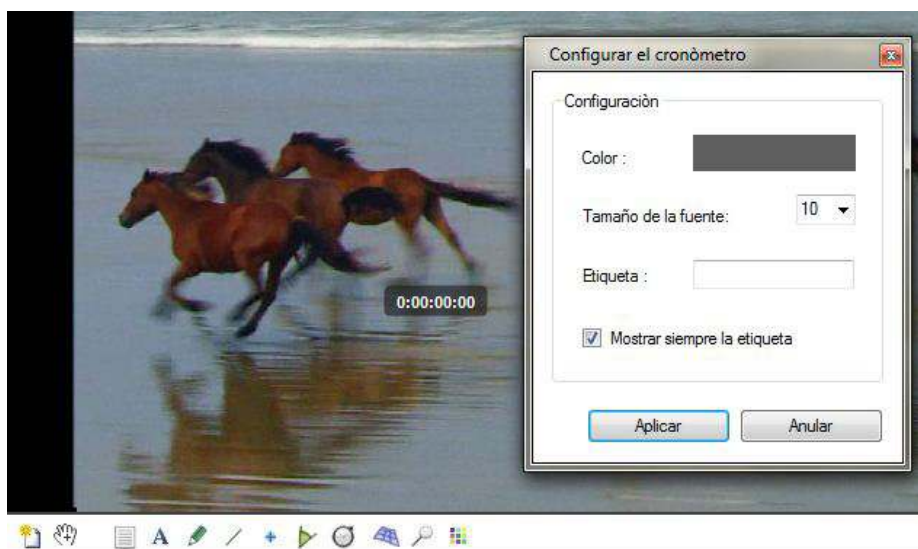 Configurar el cronòmetro
Configuraciòn
Color :
Tamaño de la fuente:
10
Etiqueta :
0:00:00:00
Mostrar siempre la etiqueta
Aplicar
Anular
A